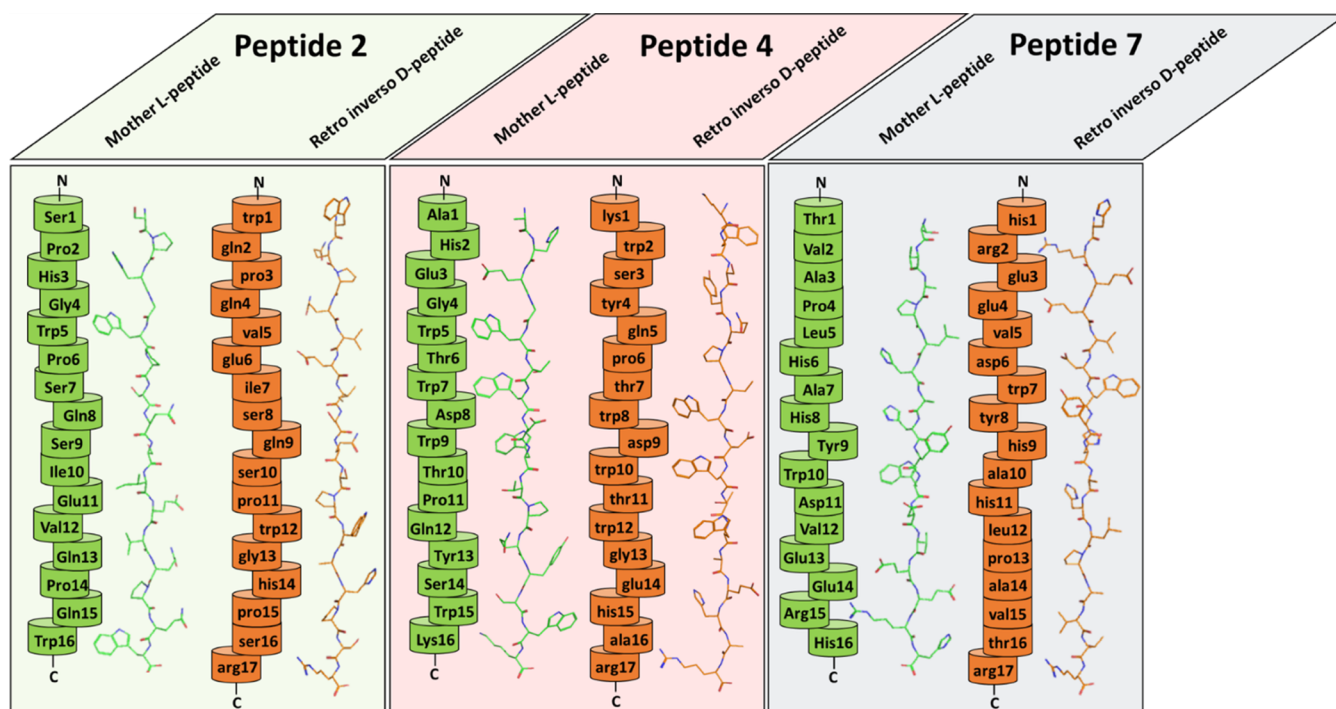 Peptide 2
Mother L-peptide
Retro inverso D-peptide
N
Ser1
Pro2
His3
Gly4
Trp5
Pro6
Ser7
Gln8
Ser9
Ile10
Glu11
Val12
Gln13
Pro14
Gln15
Trp16
C
N
trp1
gln2
pro3
gln4
val5
glu6
ile7
ser8
gln9
ser10
pro11
trp12
gly13
his14
pro15
ser16
arg17
C
Peptide 4
Mother L-peptide
Retro inverso D-peptide
N
Ala1
His2
Glu3
Gly4
Trp5
Thr6
Trp7
Asp8
Trp9
Thr10
Pro11
Gln12
Tyr13
Ser14
Trp15
Lys16
C
N
lys1
trp2
ser3
tyr4
gln5
pro6
thr7
trp8
asp9
trp10
thr11
trp12
gly13
glu14
his15
ala16
arg17
C
Peptide 7
Mother L-peptide
Retro inverso D-peptide
N
Thr1
Val2
Ala3
Pro4
Leu5
His6
Ala7
His8
Tyr9
Trp10
Asp11
Val12
Glu13
Glu14
Arg15
His16
C
N
his1
arg2
glu3
glu4
val5
asp6
trp7
tyr8
his9
ala10
his11
leu12
pro13
ala14
val15
thr16
arg17
C